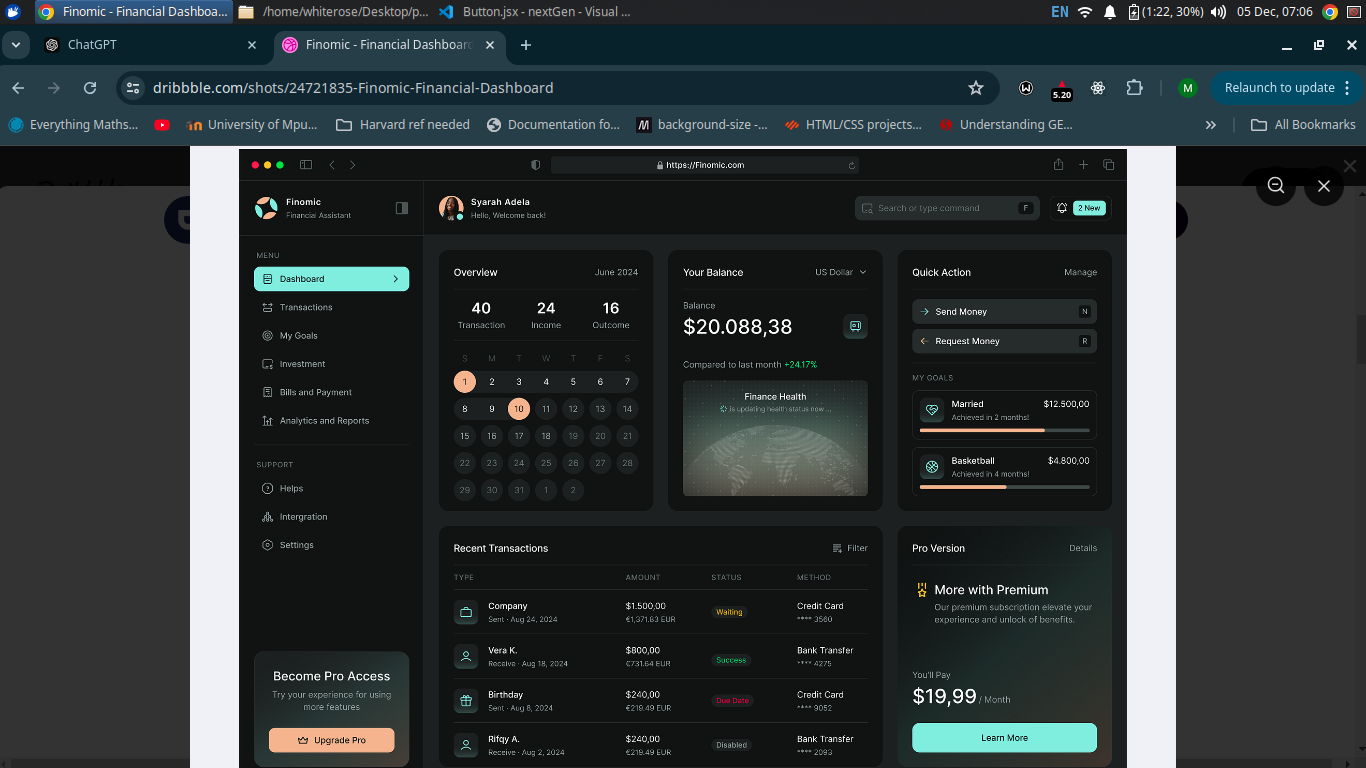 Finomic - Financial Dashboa...
/home/whiterose/Desktop/p...
Button.jsx - nextGen - Visual ...
EN
(1:22, 30%)
05 Dec, 07:06
ChatGPT
Finomic - Financial Dashboard
dribbble.com/shots/24721835-Finomic-Financial-Dashboard
5.20
M
Relaunch to update
Everything Maths...
University of Mpu...
Harvard ref needed
Documentation fo...
M
background-size -...
HTML/CSS projects...
Understanding GE...
All Bookmarks
https://Finomic.com
Finomic
Financial Assistant
Syarah Adela
Hello, Welcome back!
Search or type command
F
2 New
MENU
Dashboard
Transactions
My Goals
Investment
Bills and Payment
Analytics and Reports
SUPPORT
Helps
Intergration
Settings
Become Pro Access
Try your experience for using
more features
Upgrade Pro
Overview
June 2024
40 24 16
Transaction Income Outcome
S M T W T F S
1 2 3 4 5 6 7
8 9 10 11 12 13 14
15 16 17 18 19 20 21
22 23 24 25 26 27 28
29 30 31 1 2
Your Balance
US Dollar
Balance
$20.088,38
Compared to last month +24.17%
Finance Health
is updating health status now ...
Quick Action
Manage
Send Money
N
Request Money
R
MY GOALS
Married $12.500,00
Achieved in 2 months!
Basketball $4.800,00
Achieved in 4 months!
Recent Transactions
Filter
TYPE AMOUNT STATUS METHOD
Company $1.500,00 Waiting Credit Card
Sent · Aug 24, 2024 €1,371.83 EUR **** 3560
Vera K. $800,00 Success Bank Transfer
Receive · Aug 18, 2024 €731.64 EUR **** 4275
Birthday $240,00 Due Date Credit Card
Sent · Aug 8, 2024 €219.49 EUR **** 9052
Rifqy A. $240,00 Disabled Bank Transfer
Receive · Aug 2, 2024 €219.49 EUR **** 2093
Pro Version
Details
More with Premium
Our premium subscription elevate your
experience and unlock of benefits.
You'll Pay
$19,99 / Month
Learn More